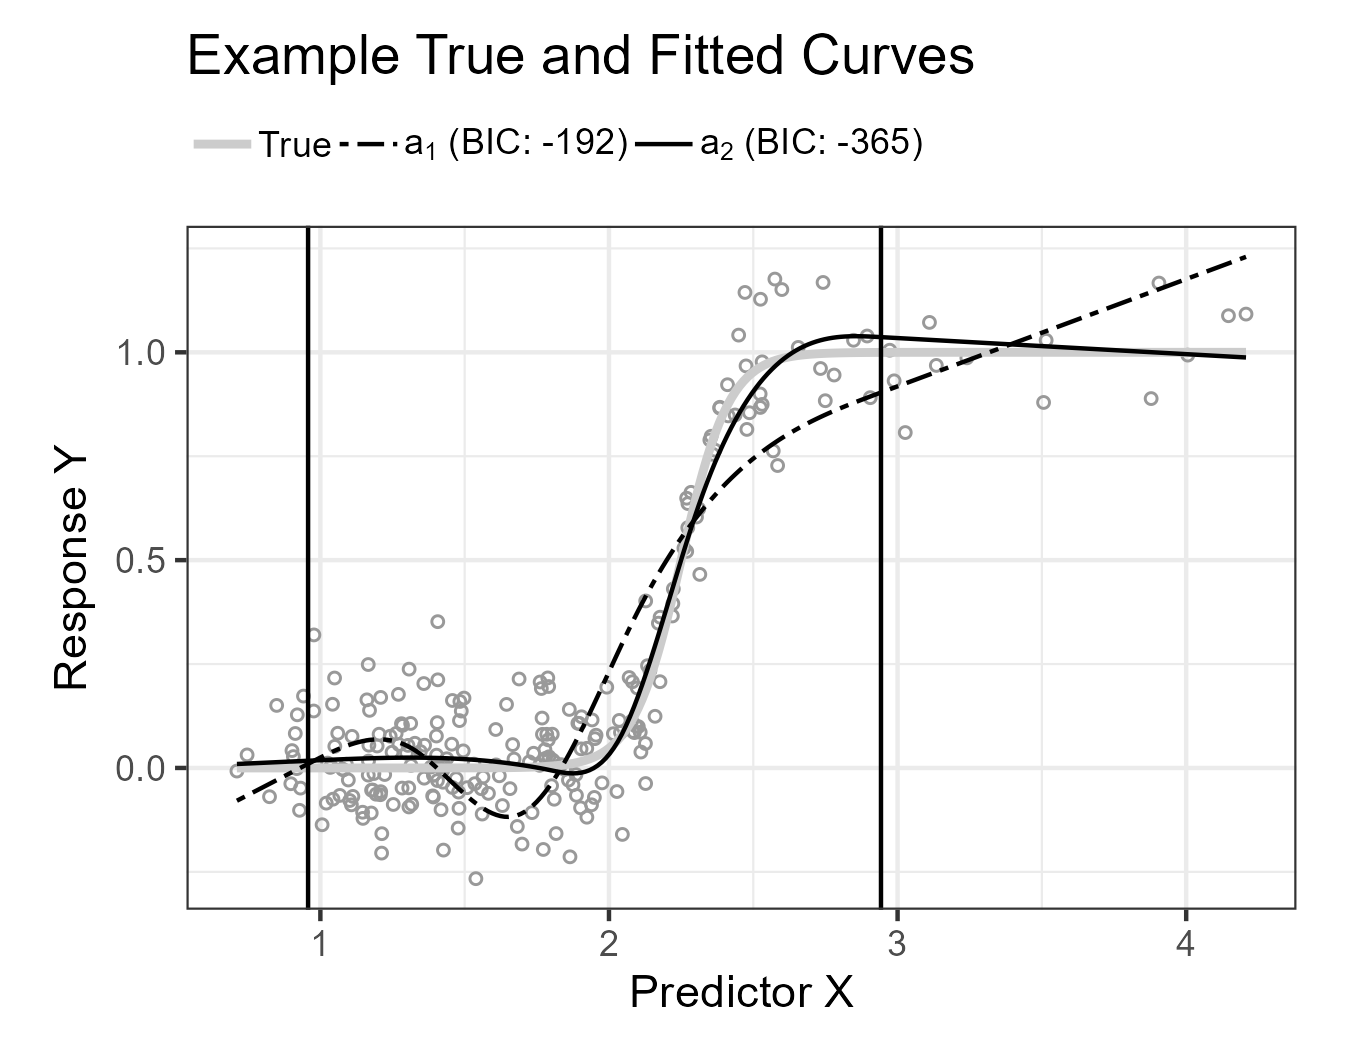 Example True and Fitted Curves
True a₁ (BIC: -192) a₂ (BIC: -365)
1.0
0.5
0.0
Response Y
1 2 3 4
Predictor X